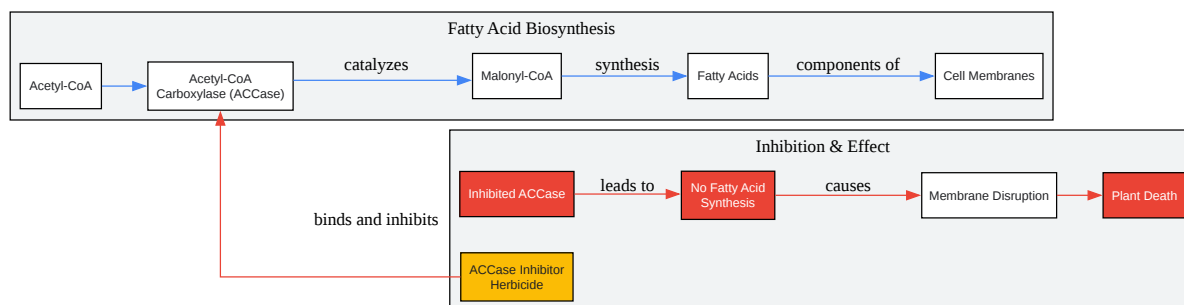 Fatty Acid Biosynthesis
Acetyl-CoA
Acetyl-CoA
Carboxylase (ACCase)
catalyzes
Malonyl-CoA
synthesis
Fatty Acids
components of
Cell Membranes
Inhibition & Effect
Inhibited ACCase
leads to
No Fatty Acid
Synthesis
causes
Membrane Disruption
Plant Death
binds and inhibits
ACCase Inhibitor
Herbicide